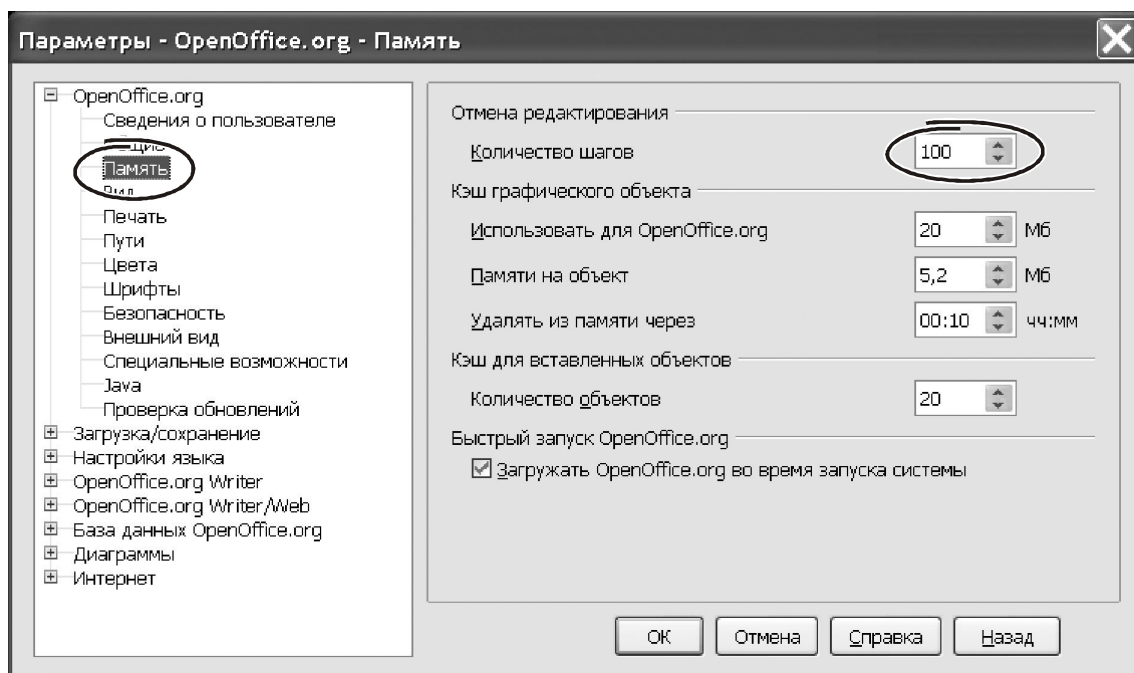 Параметры - OpenOffice.org - Память
OpenOffice.org
Сведения о пользователе
Память
Печать
Пути
Цвета
Шрифты
Безопасность
Внешний вид
Специальные возможности
Java
Проверка обновлений
Загрузка/сохранение
Настройки языка
OpenOffice.org Writer
OpenOffice.org Writer/Web
База данных OpenOffice.org
Диаграммы
Интернет
Отмена редактирования
Количество шагов 100
Кэш графического объекта
Использовать для OpenOffice.org 20 Мб
Памяти на объект 5,2 Мб
Удалять из памяти через 00:10 чч:мм
Кэш для вставленных объектов
Количество объектов 20
Быстрый запуск OpenOffice.org
Загружать OpenOffice.org во время запуска системы
ОК Отмена Справка Назад